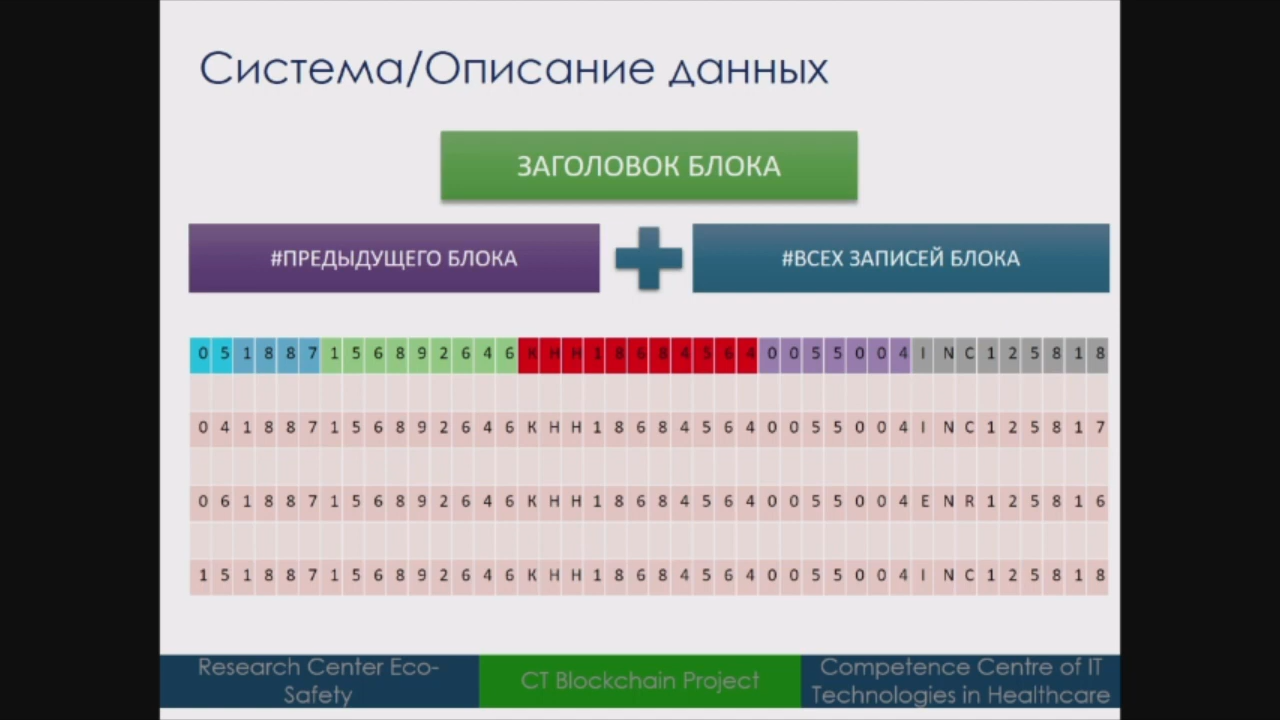 Система/Описание данных
ЗАГОЛОВОК БЛОКА
#ПРЕДЫДУЩЕГО БЛОКА
#ВСЕХ ЗАПИСЕЙ БЛОКА
0 5 1 8 8 7 1 5 6 8 9 2 6 4 6 К Н Н 1 8 6 8 4 5 6 4 0 0 5 5 0 0 4 I N C 1 2 5 8 1 8
0 4 1 8 8 7 1 5 6 8 9 2 6 4 6 К Н Н 1 8 6 8 4 5 6 4 0 0 5 5 0 0 4 I N C 1 2 5 8 1 7
0 6 1 8 8 7 1 5 6 8 9 2 6 4 6 К Н Н 1 8 6 8 4 5 6 4 0 0 5 5 0 0 4 E N R 1 2 5 8 1 6
1 5 1 8 8 7 1 5 6 8 9 2 6 4 6 К Н Н 1 8 6 8 4 5 6 4 0 0 5 5 0 0 4 I N C 1 2 5 8 1 8
Research Center Eco-
Safety
CT Blockchain Project
Competence Centre of IT
Technologies in Healthcare